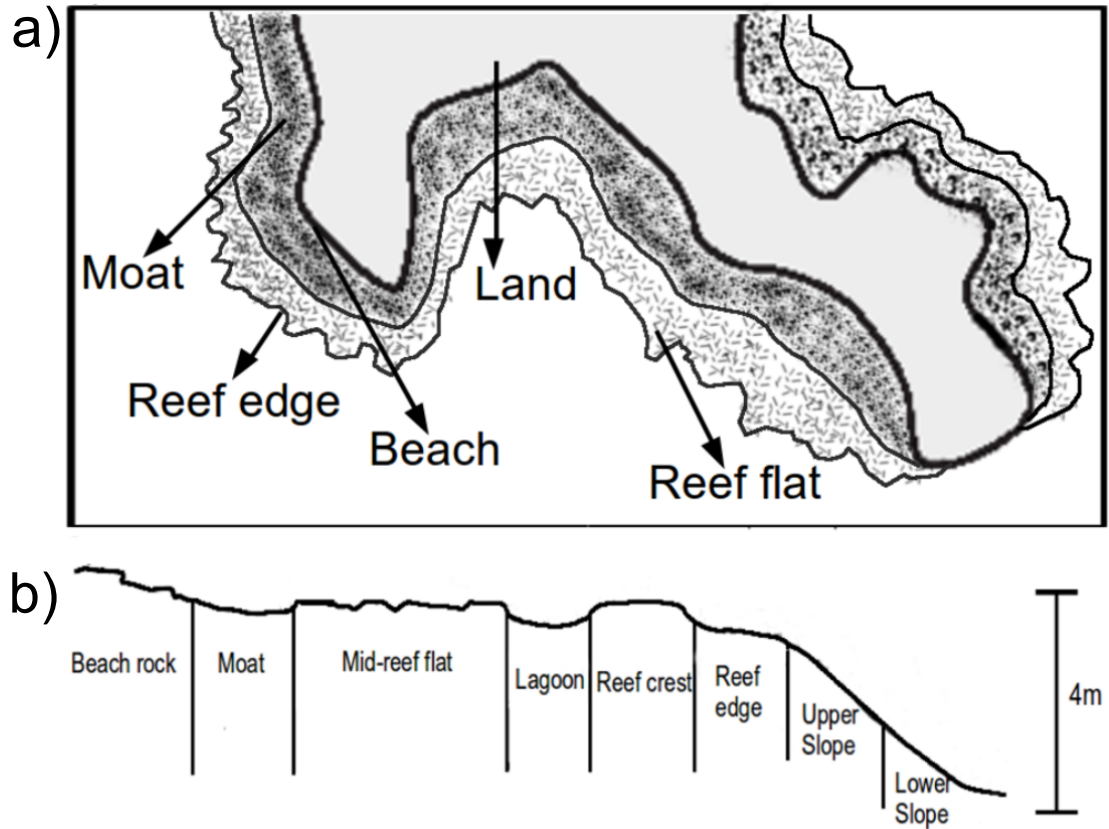 a)
Moat
Land
Reef edge
Beach
Reef flat
b)
Beach rock
Moat
Mid-reef flat
Lagoon
Reef crest
Reef
edge
Upper
Slope
Lower
Slope
4m